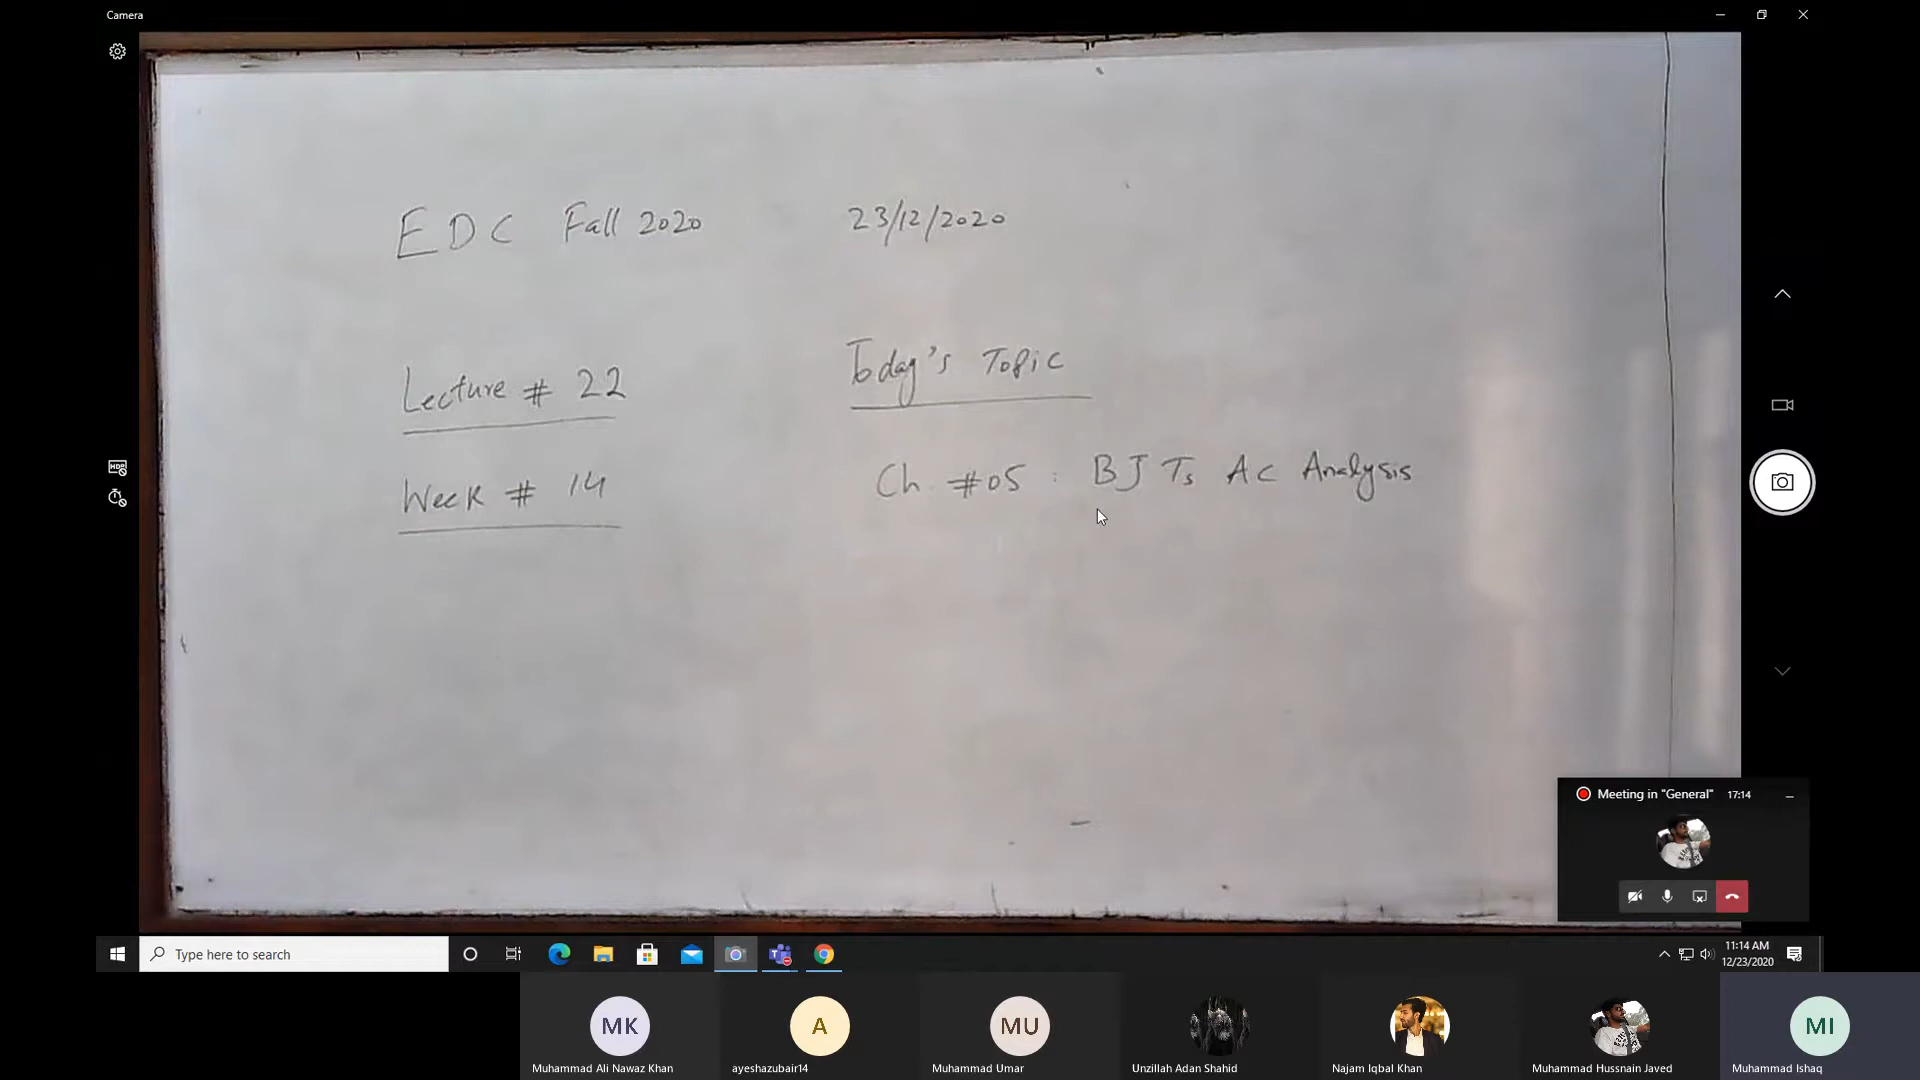 Camera
EDC Fall 2020
23/12/2020
Lecture # 22
Today's Topic
Week # 14
Ch. #05 : BJTs AC Analysis
Meeting in "General" 17:14
Type here to search
11:14 AM
12/23/2020
MK
A
MU
MI
Muhammad Ali Nawaz Khan
ayeshazubair14
Muhammad Umar
Unzillah Adan Shahid
Najam Iqbal Khan
Muhammad Hussnain Javed
Muhammad Ishaq